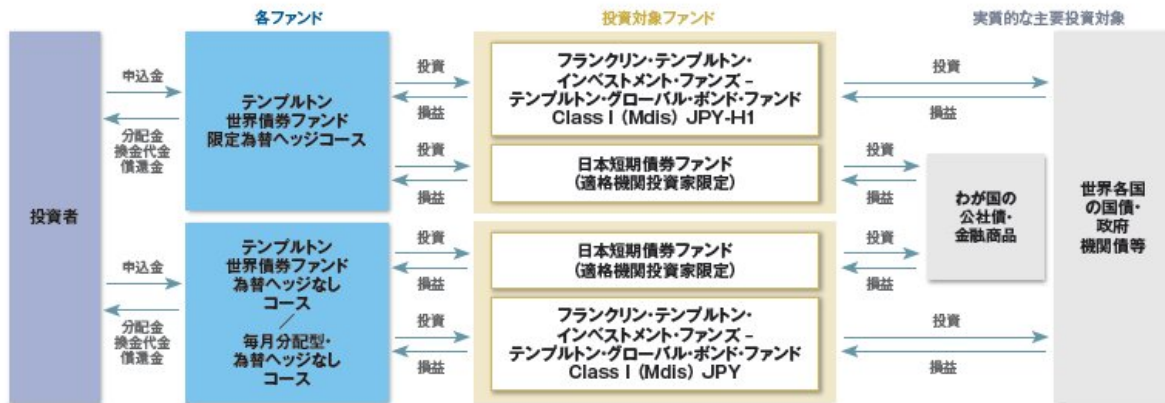 各ファンド
投資対象ファンド
実質的な主要投資対象
投資者
申込金
分配金
換金代金
償還金
テンプルトン
世界債券ファンド
限定為替ヘッジコース
投資
損益
フランクリン・テンプルトン・
インベストメント・ファンズ－
テンプルトン・グローバル・ボンド・ファンド
Class I (Mdis) JPY-H1
投資
損益
投資
損益
日本短期債券ファンド
(適格機関投資家限定)
投資
損益
わが国の
公社債・
金融商品
世界各国
の国債・
政府
機関債等
申込金
分配金
換金代金
償還金
テンプルトン
世界債券ファンド
為替ヘッジなし
コース
／
毎月分配型・
為替ヘッジなし
コース
投資
損益
日本短期債券ファンド
(適格機関投資家限定)
投資
損益
投資
損益
フランクリン・テンプルトン・
インベストメント・ファンズ－
テンプルトン・グローバル・ボンド・ファンド
Class I (Mdis) JPY
投資
損益